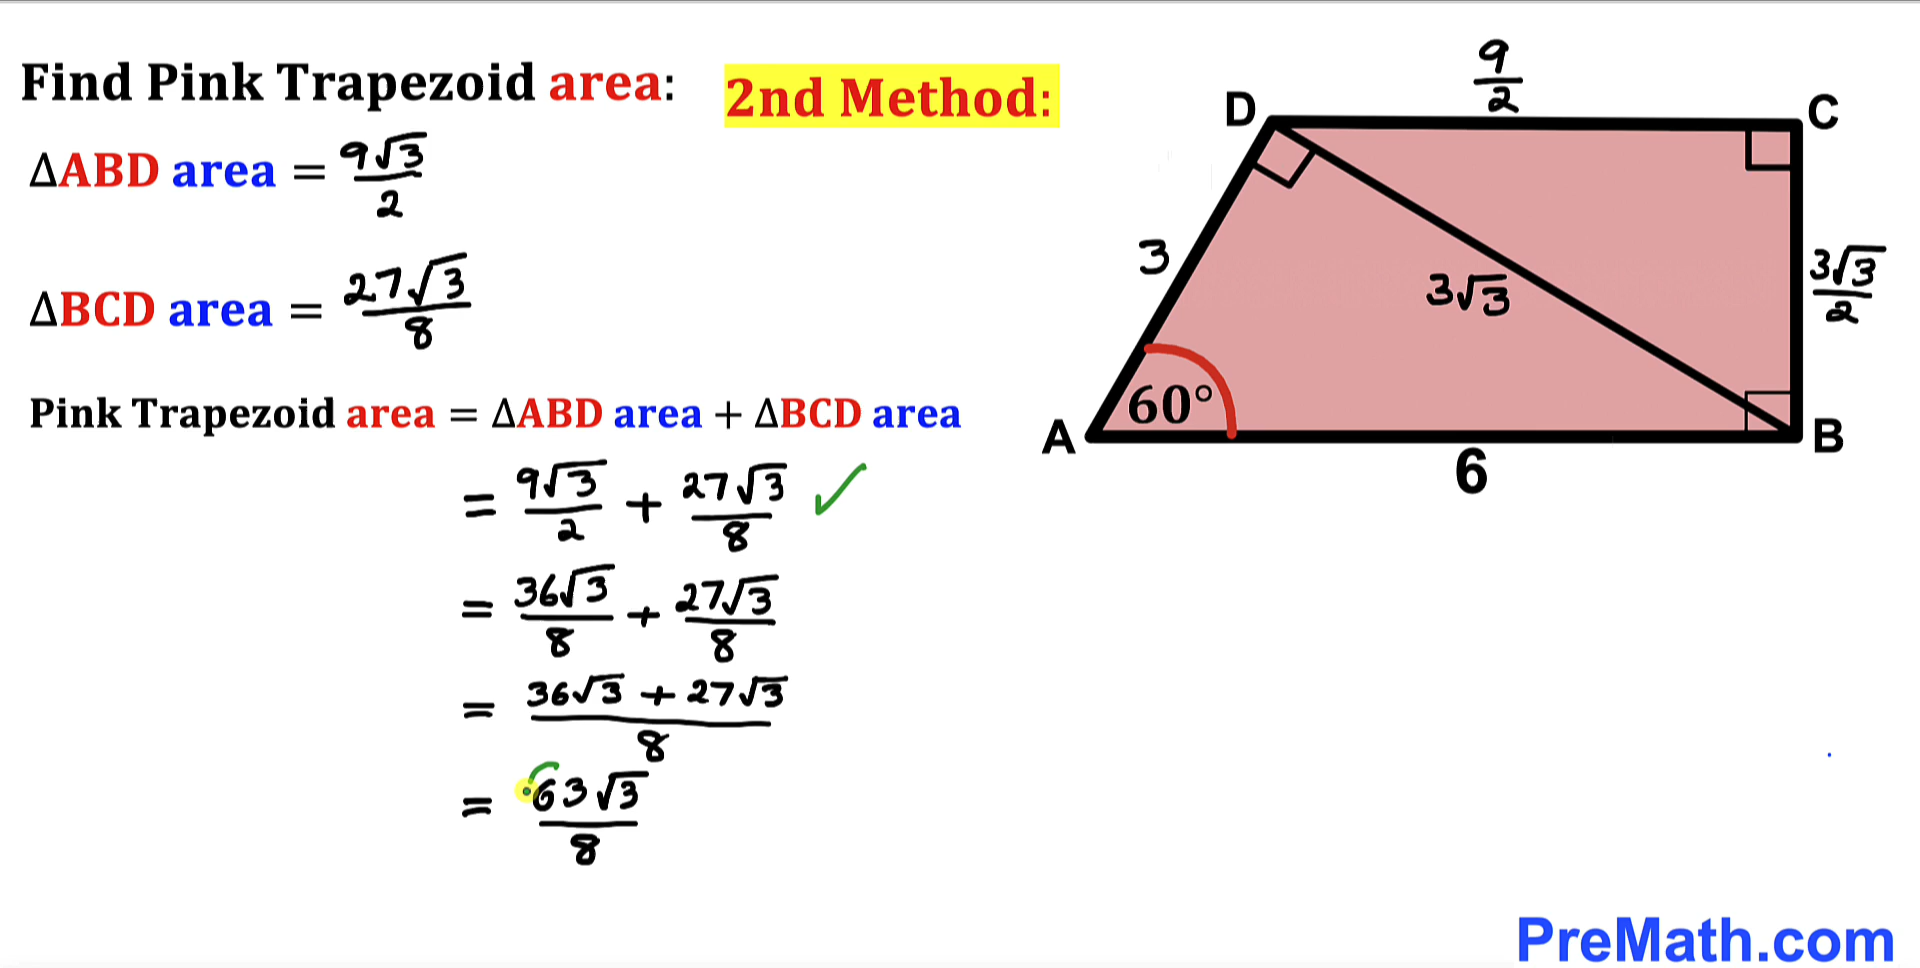 Find Pink Trapezoid area:
2nd Method:
ΔABD area = 9√3/2
ΔBCD area = 27√3/8
Pink Trapezoid area = ΔABD area + ΔBCD area
= 9√3/2 + 27√3/8 ✓
= 36√3/8 + 27√3/8
= (36√3 + 27√3)/8
= 63√3/8
9/2
D
C
3
3√3
3√3/2
60°
A
B
6
PreMath.com